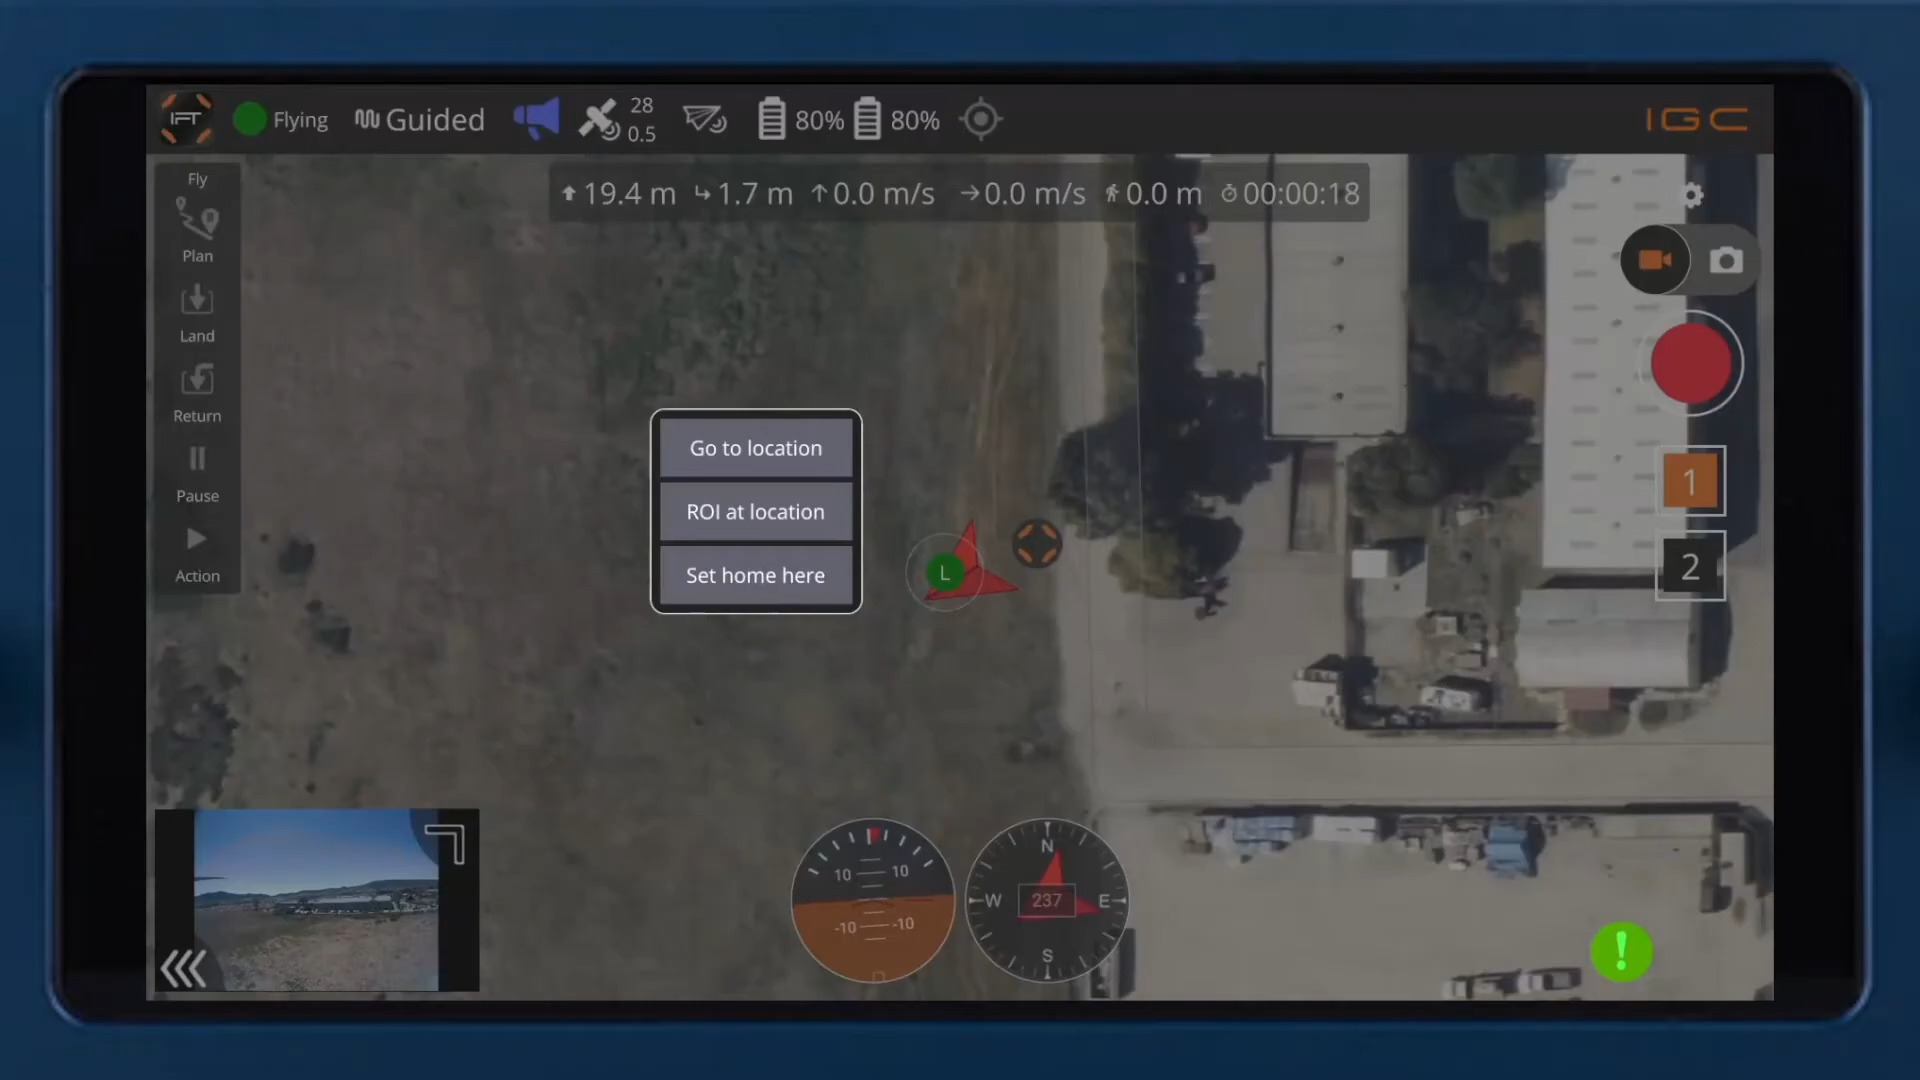 IFT
Flying
Guided
28
0.5
80%
80%
IGC
19.4 m
1.7 m
0.0 m/s
0.0 m/s
0.0 m
00:00:18
Fly
Plan
Land
Return
Pause
Action
Go to location
ROI at location
Set home here
L
1
2
10
10
-10
-10
N
W
237
E
S
!